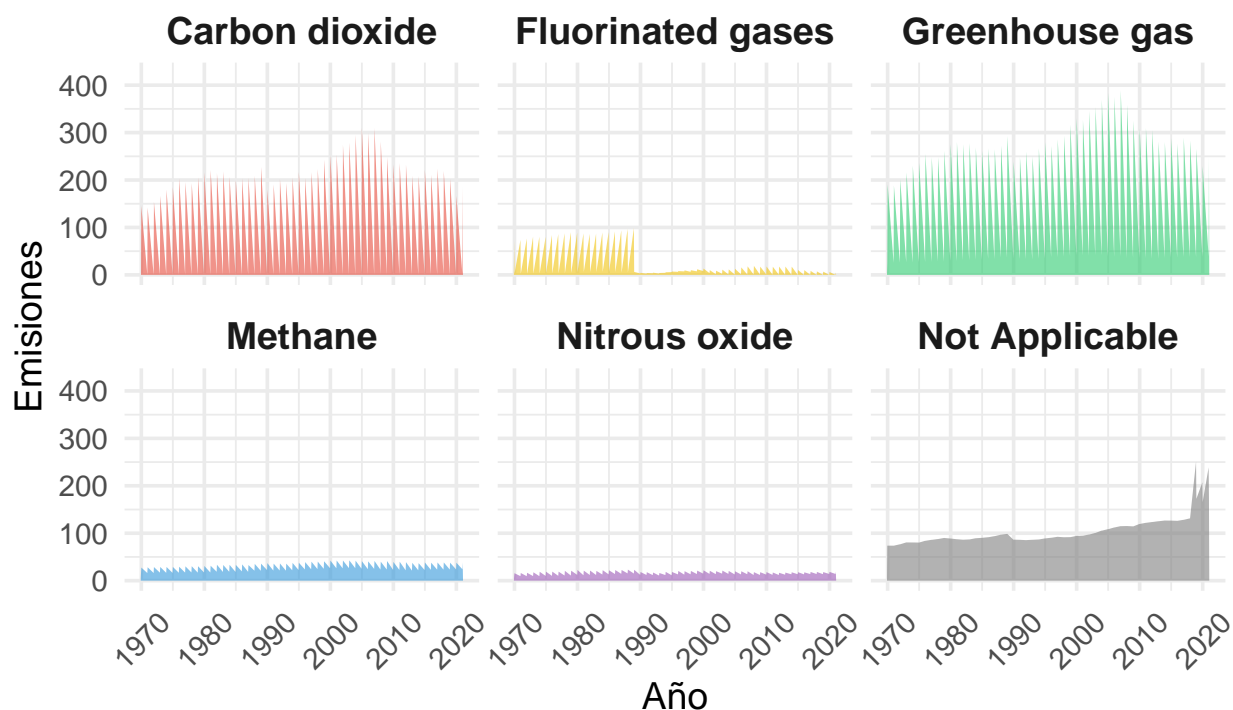 Carbon dioxide Fluorinated gases Greenhouse gas
400
300
200
100
0
Methane Nitrous oxide Not Applicable
400
300
200
100
0
Emisiones
1970 1980 1990 2000 2010 2020 1970 1980 1990 2000 2010 2020 1970 1980 1990 2000 2010 2020
Año